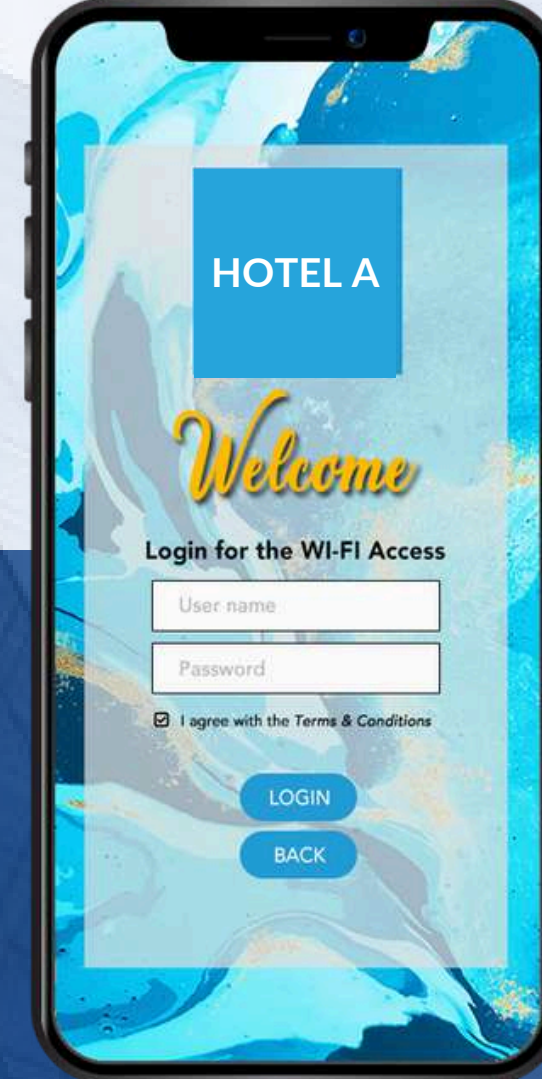 HOTEL A
Welcome
Login for the WI-FI Access
User name
Password
I agree with the Terms & Conditions
LOGIN
BACK